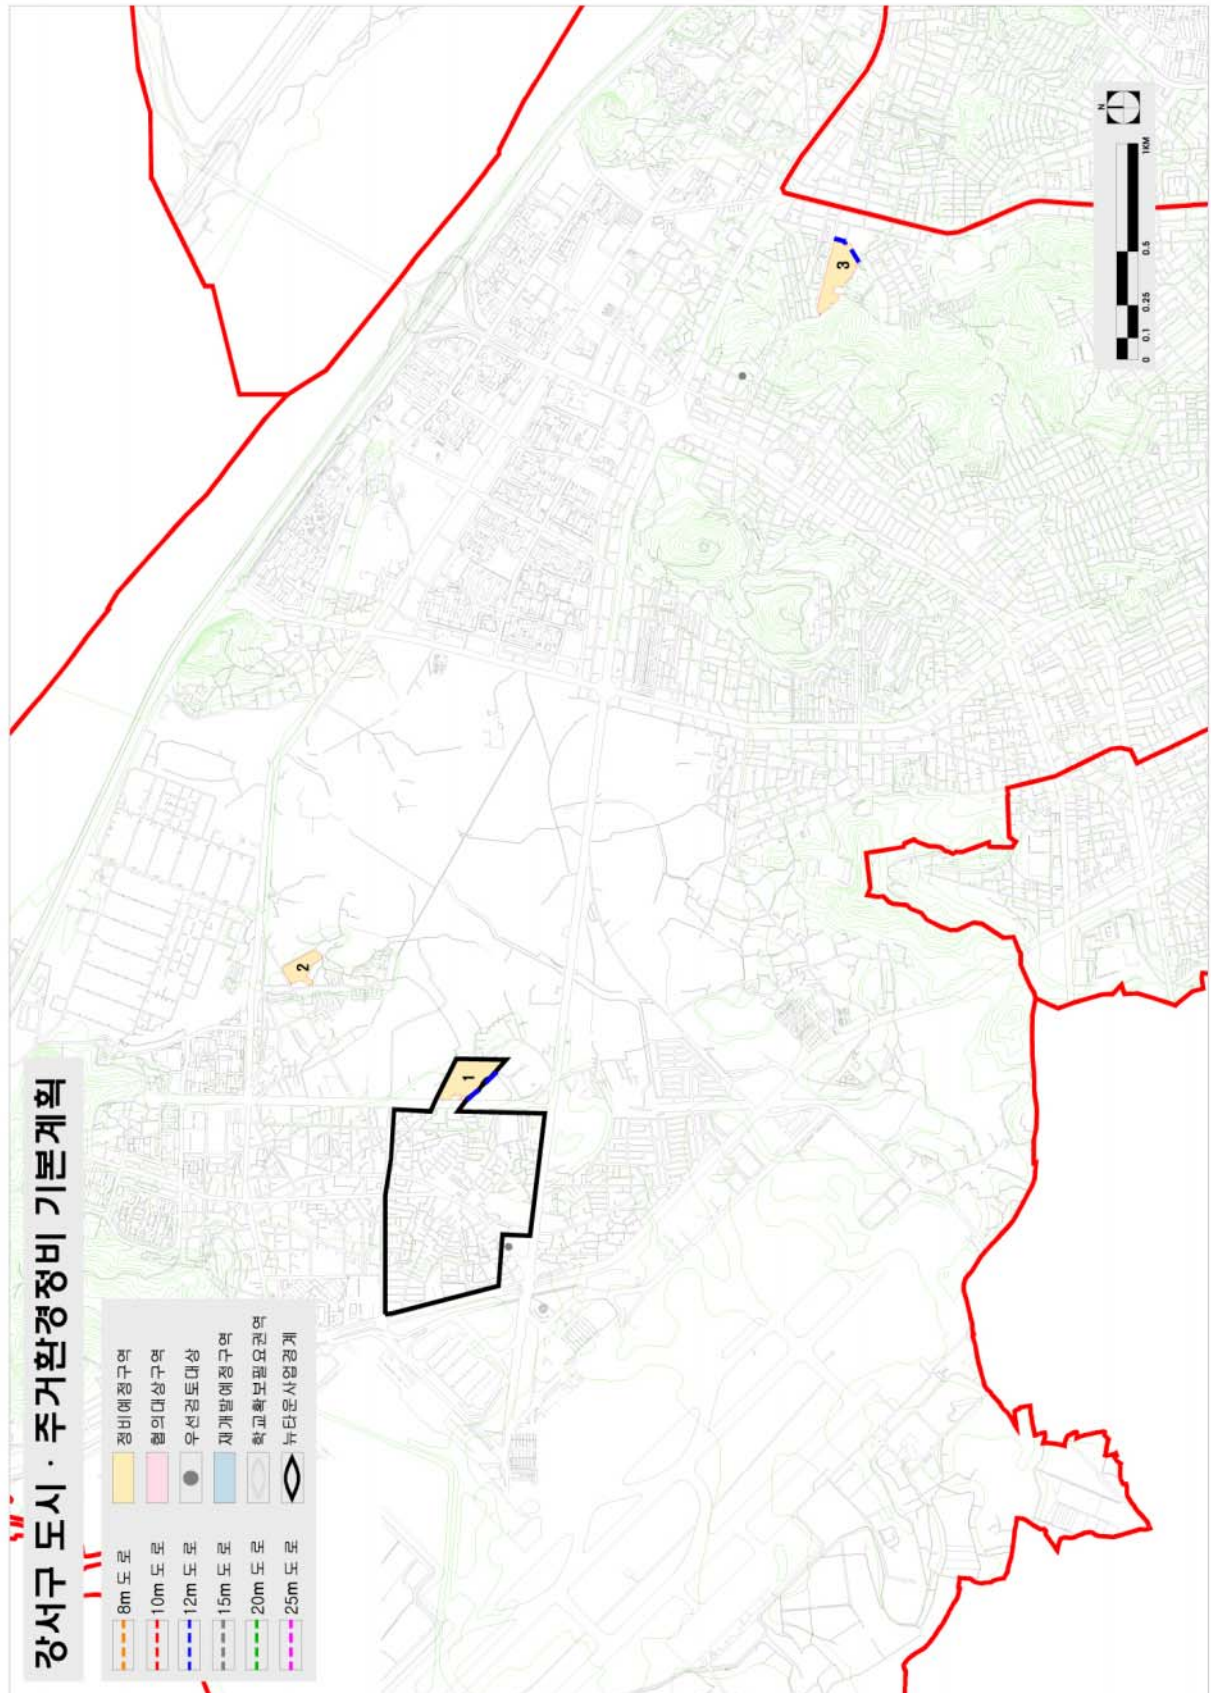 강서구 도시 · 주거환경정비 기본계획
8m 도로
10m 도로
12m 도로
15m 도로
20m 도로
25m 도로
정비예정구역
협의대상구역
우선검토대상
재개발예정구역
학교확보필요권역
뉴타운사업경계
1
2
3
N
0 0.1 0.25 0.5 1KM